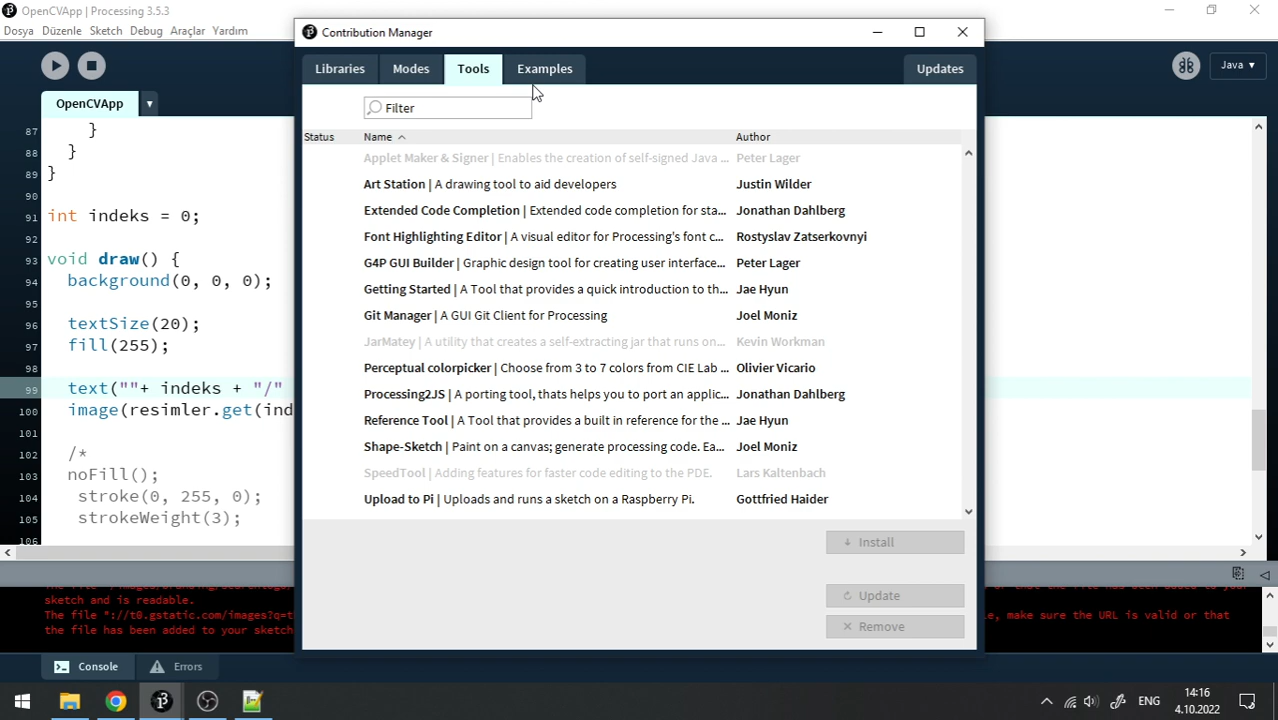 OpenCVApp | Processing 3.5.3
Dosya Düzenle Sketch Debug Araçlar Yardım
Contribution Manager
Libraries Modes Tools Examples Updates
Java ▾
OpenCVApp
Filter
Status Name Author
Applet Maker & Signer | Enables the creation of self-signed Java ... Peter Lager
Art Station | A drawing tool to aid developers Justin Wilder
Extended Code Completion | Extended code completion for sta... Jonathan Dahlberg
Font Highlighting Editor | A visual editor for Processing's font c... Rostyslav Zatserkovnyi
G4P GUI Builder | Graphic design tool for creating user interface... Peter Lager
Getting Started | A Tool that provides a quick introduction to th... Jae Hyun
Git Manager | A GUI Git Client for Processing Joel Moniz
JarMatey | A utility that creates a self-extracting jar that runs on... Kevin Workman
Perceptual colorpicker | Choose from 3 to 7 colors from CIE Lab ... Olivier Vicario
Processing2JS | A porting tool, thats helps you to port an applic... Jonathan Dahlberg
Reference Tool | A Tool that provides a built in reference for the ... Jae Hyun
Shape-Sketch | Paint on a canvas; generate processing code. Ea... Joel Moniz
SpeedTool | Adding features for faster code editing to the PDE. Lars Kaltenbach
Upload to Pi | Uploads and runs a sketch on a Raspberry Pi. Gottfried Haider
Install
Update
Remove
87 }
88 }
89 }
90
91 int indeks = 0;
92
93 void draw() {
94 background(0, 0, 0);
95
96 textSize(20);
97 fill(255);
98
99 text(""+ indeks + "/"
100 image(resimler.get(ind
101
102 /*
103 noFill();
104 stroke(0, 255, 0);
105 strokeWeight(3);
106
sketch and is readable.
The file "://t0.gstatic.com/images?q=t
e, make sure the URL is valid or that
the file has been added to your sketch
Console Errors
ENG
14:16
4.10.2022